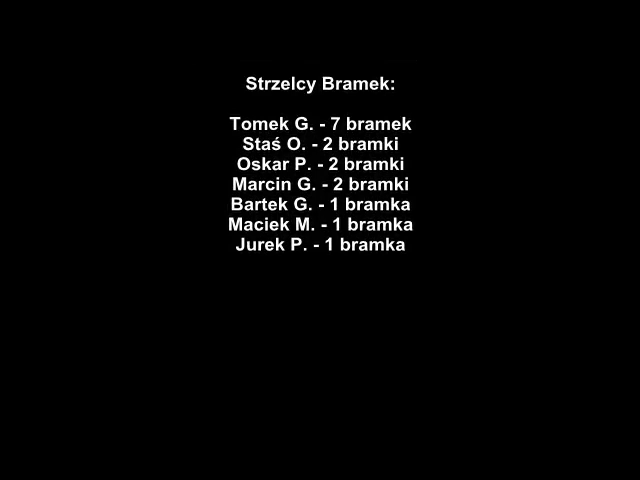 Strzelcy Bramek:
Tomek G. - 7 bramek
Staś O. - 2 bramki
Oskar P. - 2 bramki
Marcin G. - 2 bramki
Bartek G. - 1 bramka
Maciek M. - 1 bramka
Jurek P. - 1 bramka